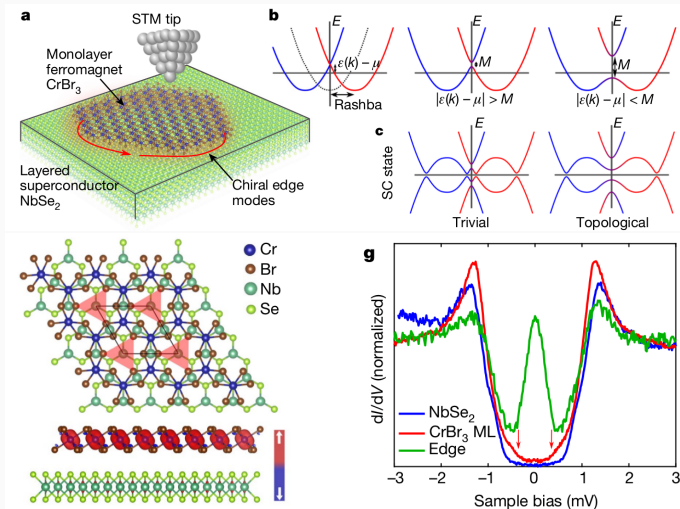 a
STM tip
Monolayer
ferromagnet
CrBr₃
Layered
superconductor
NbSe₂
Chiral edge
modes
b
E
ε(k) – μ
Rashba
E
M
|ε(k) – μ| > M
E
M
|ε(k) – μ| < M
c
SC state
Trivial
Topological
Cr
Br
Nb
Se
g
dI/dV (normalized)
NbSe₂
CrBr₃ ML
Edge
–3 –2 –1 0 1 2 3
Sample bias (mV)